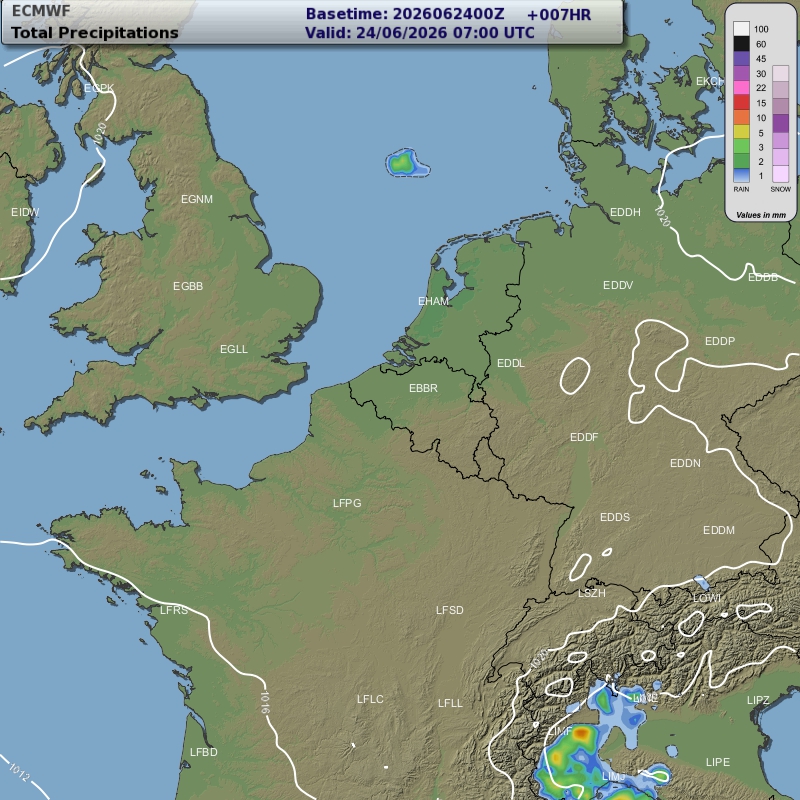 ECMWF
Total Precipitations
Basetime: 2026062400Z +007HR
Valid: 24/06/2026 07:00 UTC
100
60
45
30
22
15
10
5
3
2
1
RAIN SNOW
Values in mm
EGPK
EKCH
1020
EIDW
EGNM
EDDH
1020
EGBB
EDDV
EDDB
EHAM
EGLL
EDDP
EDDL
EBBR
EDDF
EDDN
LFPG
EDDS
EDDM
LSZH
LOWI
LFRS
LFSD
1020
1016
LFLC
LFLL
LIPZ
LIMF
LFBD
LIPE
LIMJ
1012